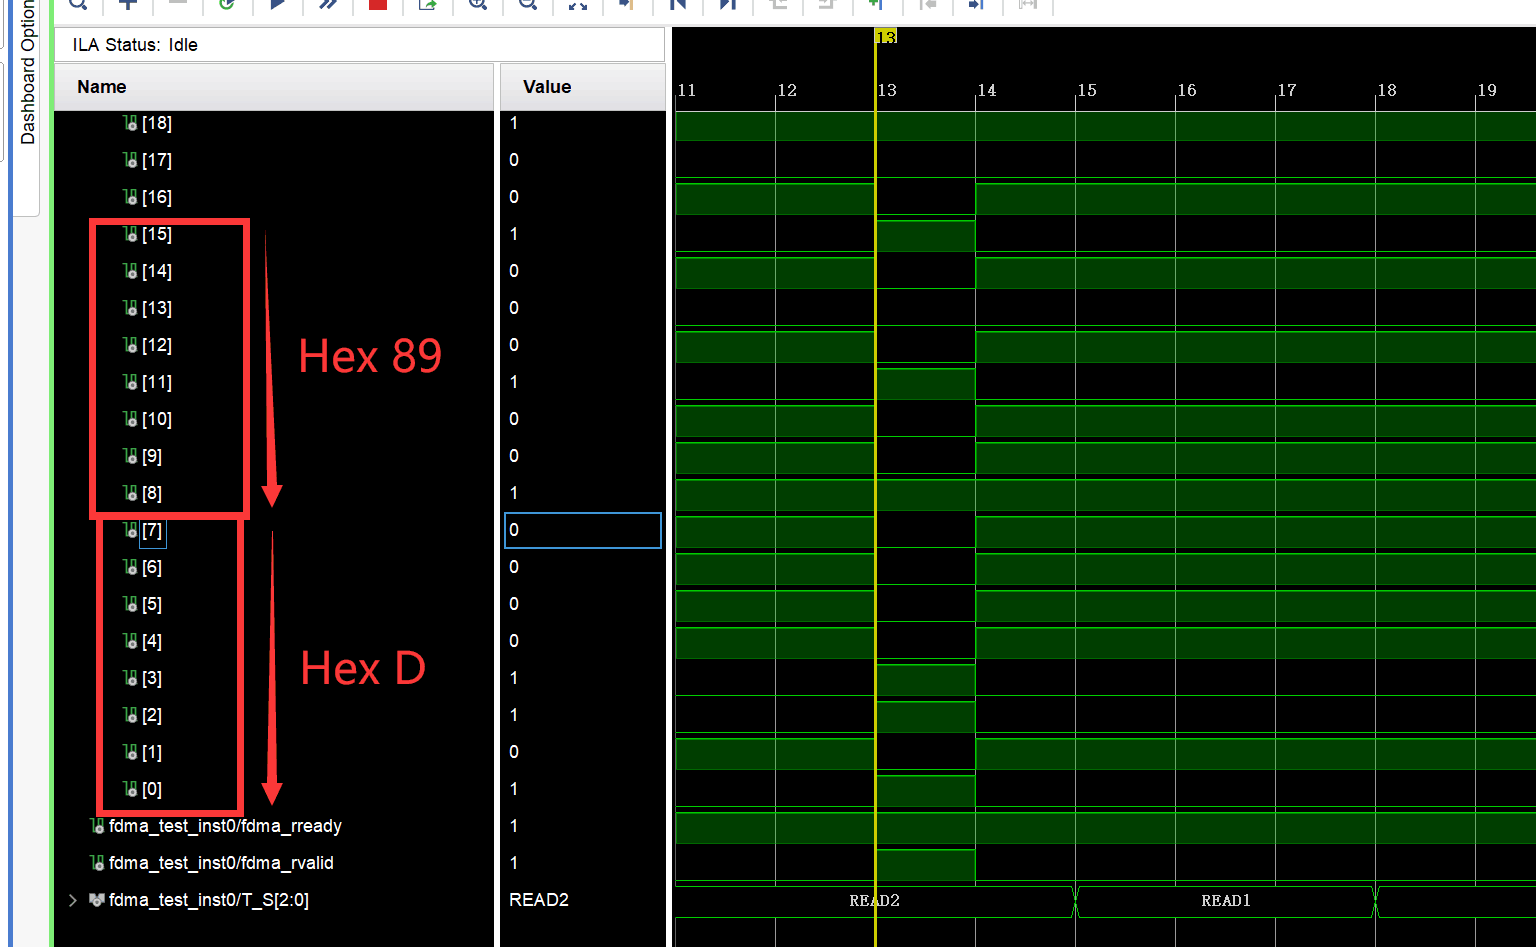 Dashboard Option
ILA Status: Idle
Name
Value
13
11 12 13 14 15 16 17 18 19
[18] 1
[17] 0
[16] 0
[15] 1
[14] 0
[13] 0
[12] 0
[11] 1
[10] 0
[9] 0
[8] 1
Hex 89
[7] 0
[6] 0
[5] 0
[4] 0
[3] 1
[2] 1
[1] 0
[0] 1
Hex D
fdma_test_inst0/fdma_rready 1
fdma_test_inst0/fdma_rvalid 1
fdma_test_inst0/T_S[2:0] READ2 READ2 READ1